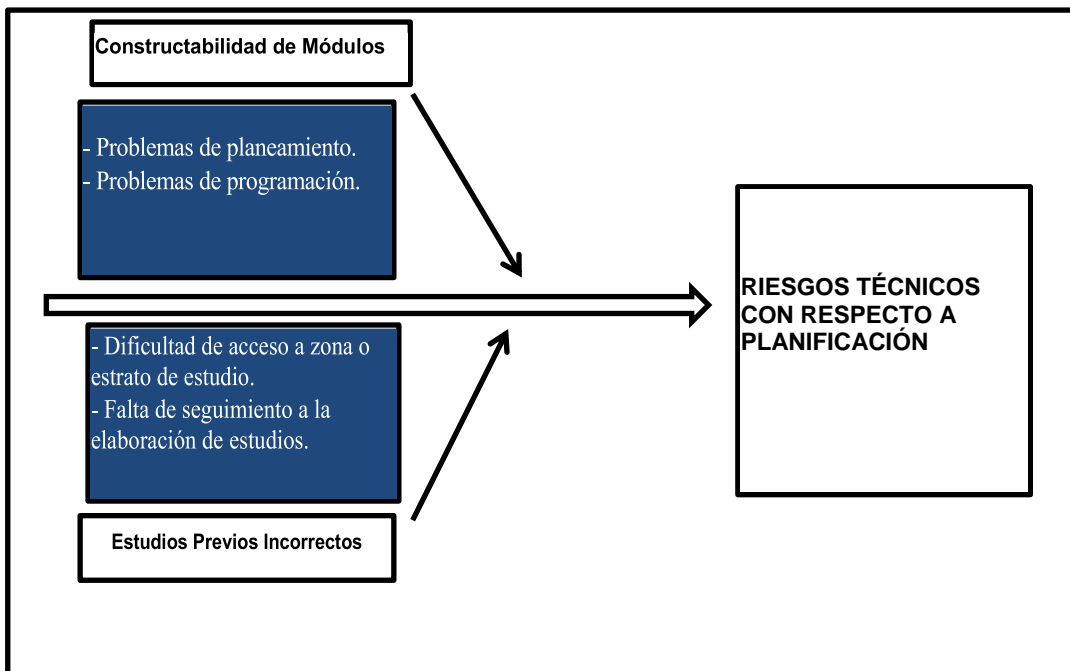 Constructabilidad de Módulos
- Problemas de planeamiento.
- Problemas de programación.
RIESGOS TÉCNICOS
CON RESPECTO A
PLANIFICACIÓN
- Dificultad de acceso a zona o
estrato de estudio.
- Falta de seguimiento a la
elaboración de estudios.
Estudios Previos Incorrectos